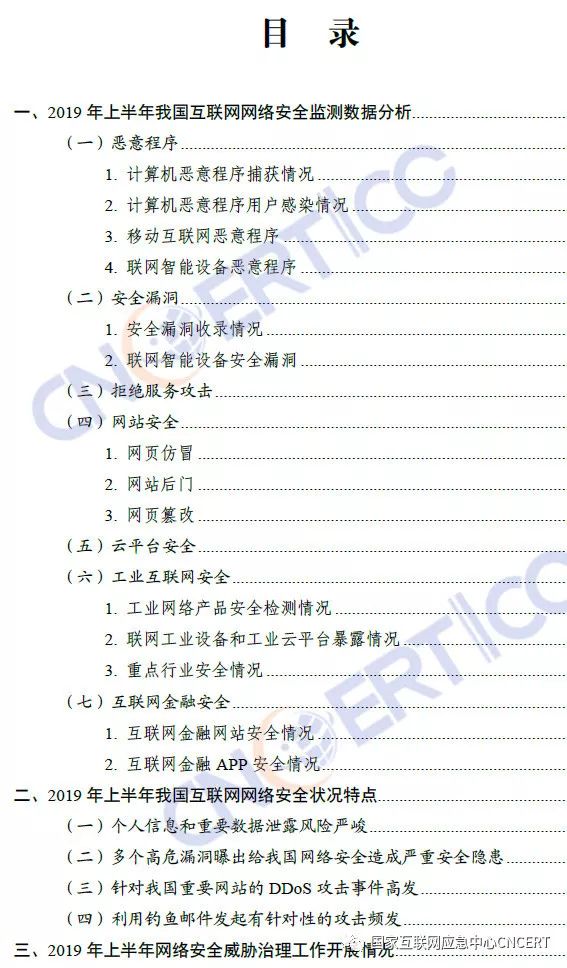 目 录
一、2019 年上半年我国互联网网络安全监测数据分析
（一）恶意程序
1. 计算机恶意程序捕获情况
2. 计算机恶意程序用户感染情况
3. 移动互联网恶意程序
4. 联网智能设备恶意程序
（二）安全漏洞
1. 安全漏洞收录情况
2. 联网智能设备安全漏洞
（三）拒绝服务攻击
（四）网站安全
1. 网页仿冒
2. 网站后门
3. 网页篡改
（五）云平台安全
（六）工业互联网安全
1. 工业网络产品安全检测情况
2. 联网工业设备和工业云平台暴露情况
3. 重点行业安全情况
（七）互联网金融安全
1. 互联网金融网站安全情况
2. 互联网金融 APP 安全情况
二、2019 年上半年我国互联网网络安全状况特点
（一）个人信息和重要数据泄露风险严峻
（二）多个高危漏洞曝出给我国网络安全造成严重安全隐患
（三）针对我国重要网站的 DDoS 攻击事件高发
（四）利用钓鱼邮件发起有针对性的攻击频发
三、2019 年上半年网络安全威胁治理工作开展情况
国家互联网应急中心CNCERT
CNCERT/CC
CNCERT/CC